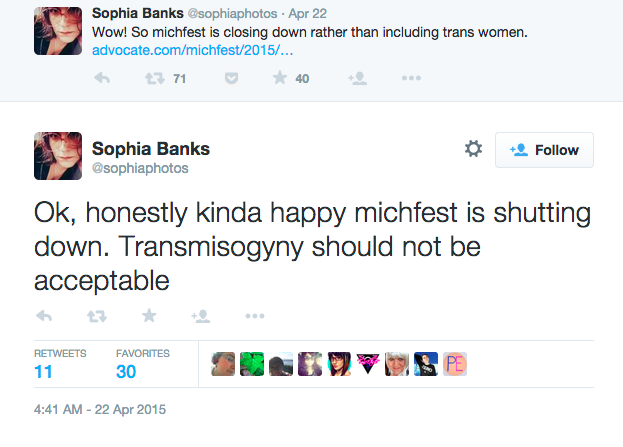 Sophia Banks @sophiaphotos · Apr 22
Wow! So michfest is closing down rather than including trans women.
advocate.com/michfest/2015/…
71 40
Sophia Banks
@sophiaphotos
Follow
Ok, honestly kinda happy michfest is shutting
down. Transmisogyny should not be
acceptable
RETWEETS FAVORITES
11 30
PE
4:41 AM - 22 Apr 2015